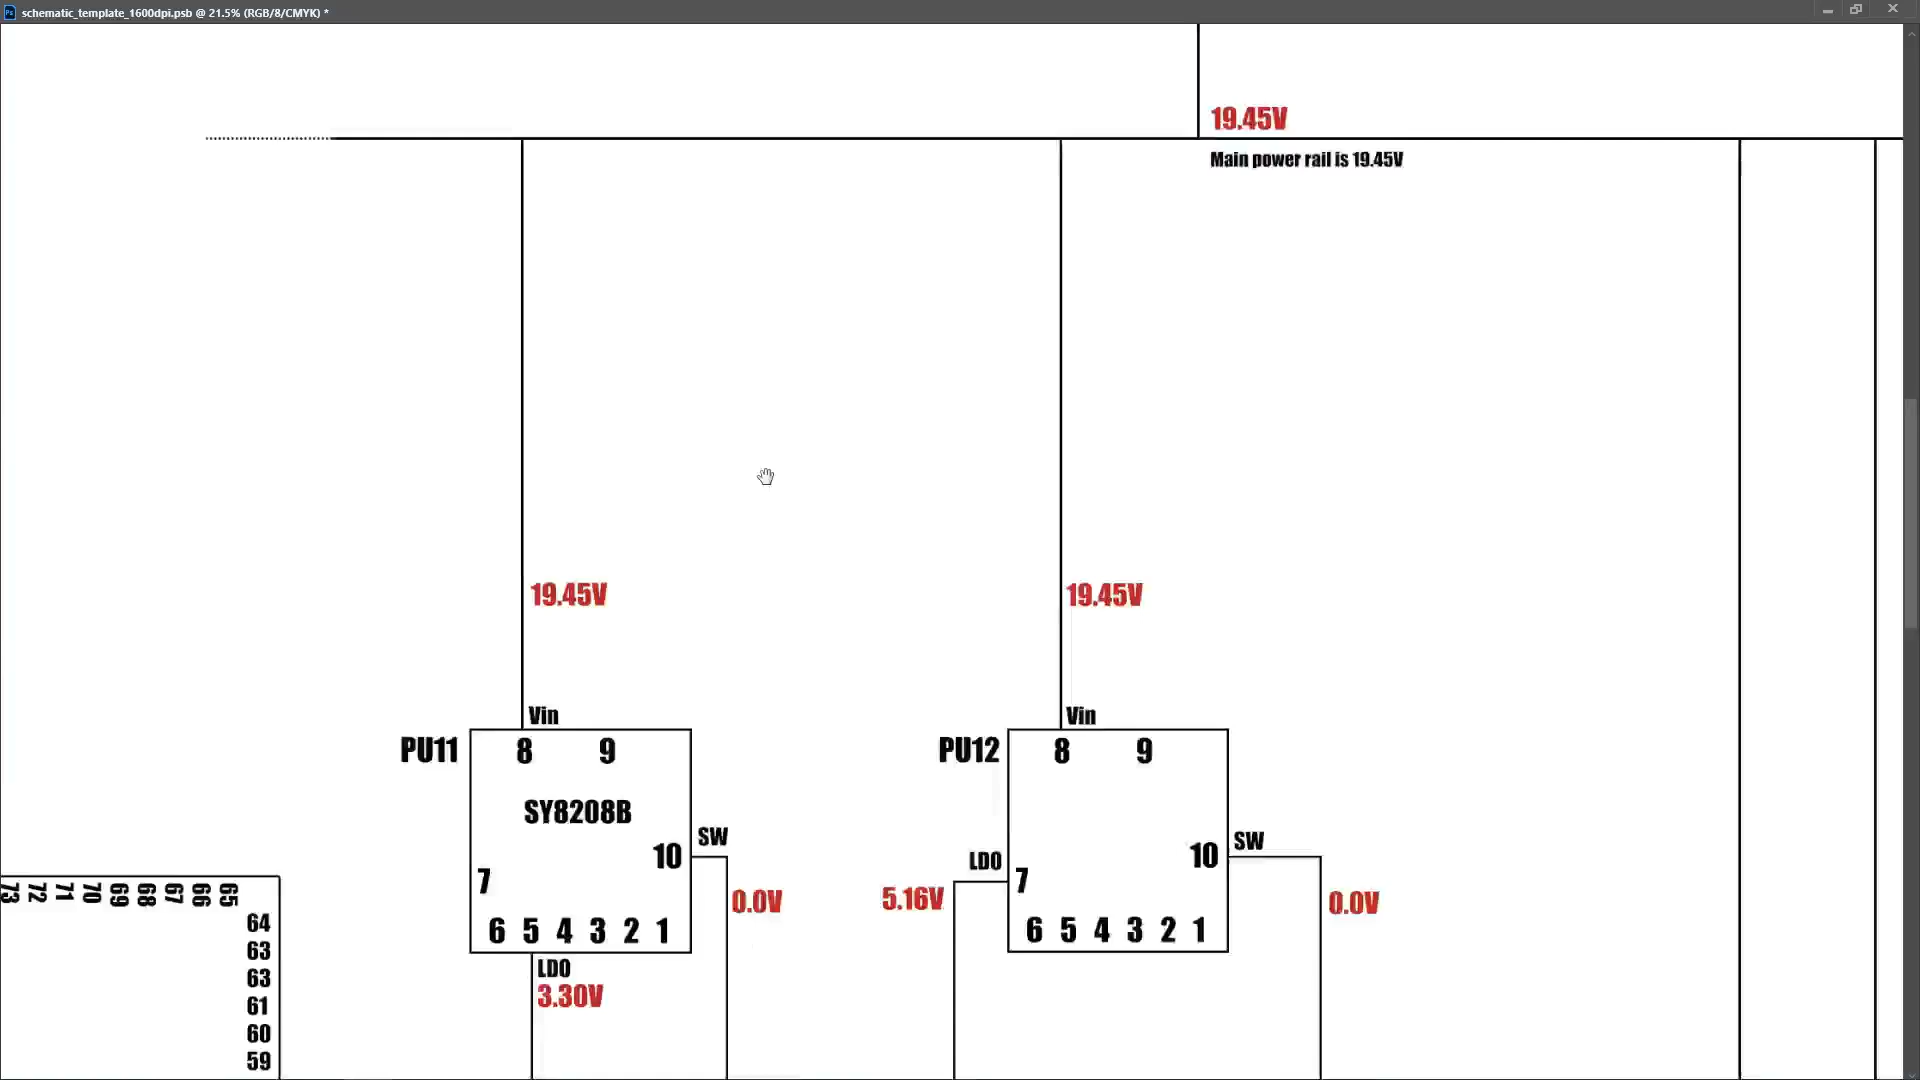 schematic_template_1600dpi.psb @ 21.5% (RGB/8/CMYK) *
19.45V
Main power rail is 19.45V
19.45V
19.45V
Vin
Vin
PU11
8 9
SY8208B
10
SW
7
0.0V
6 5 4 3 2 1
LDO
3.30V
PU12
8 9
10
SW
LDO
7
5.16V
0.0V
6 5 4 3 2 1
73 72 71 70 69 68 67 66 65
64
63
63
61
60
59